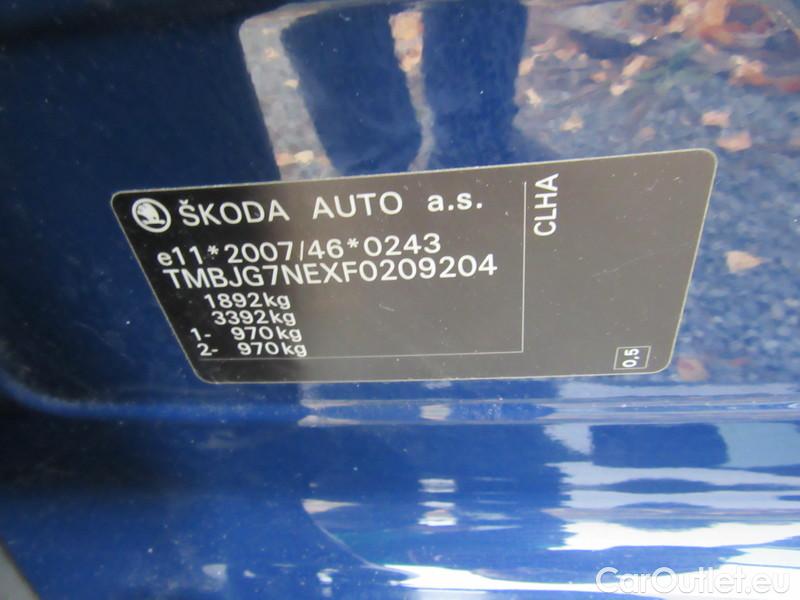 ŠKODA AUTO a.s.
e11*2007/46*0243
TMBJG7NEXF0209204
1892kg
3392kg
1- 970kg
2- 970kg
CLHA
0,5
CarOutlet.eu